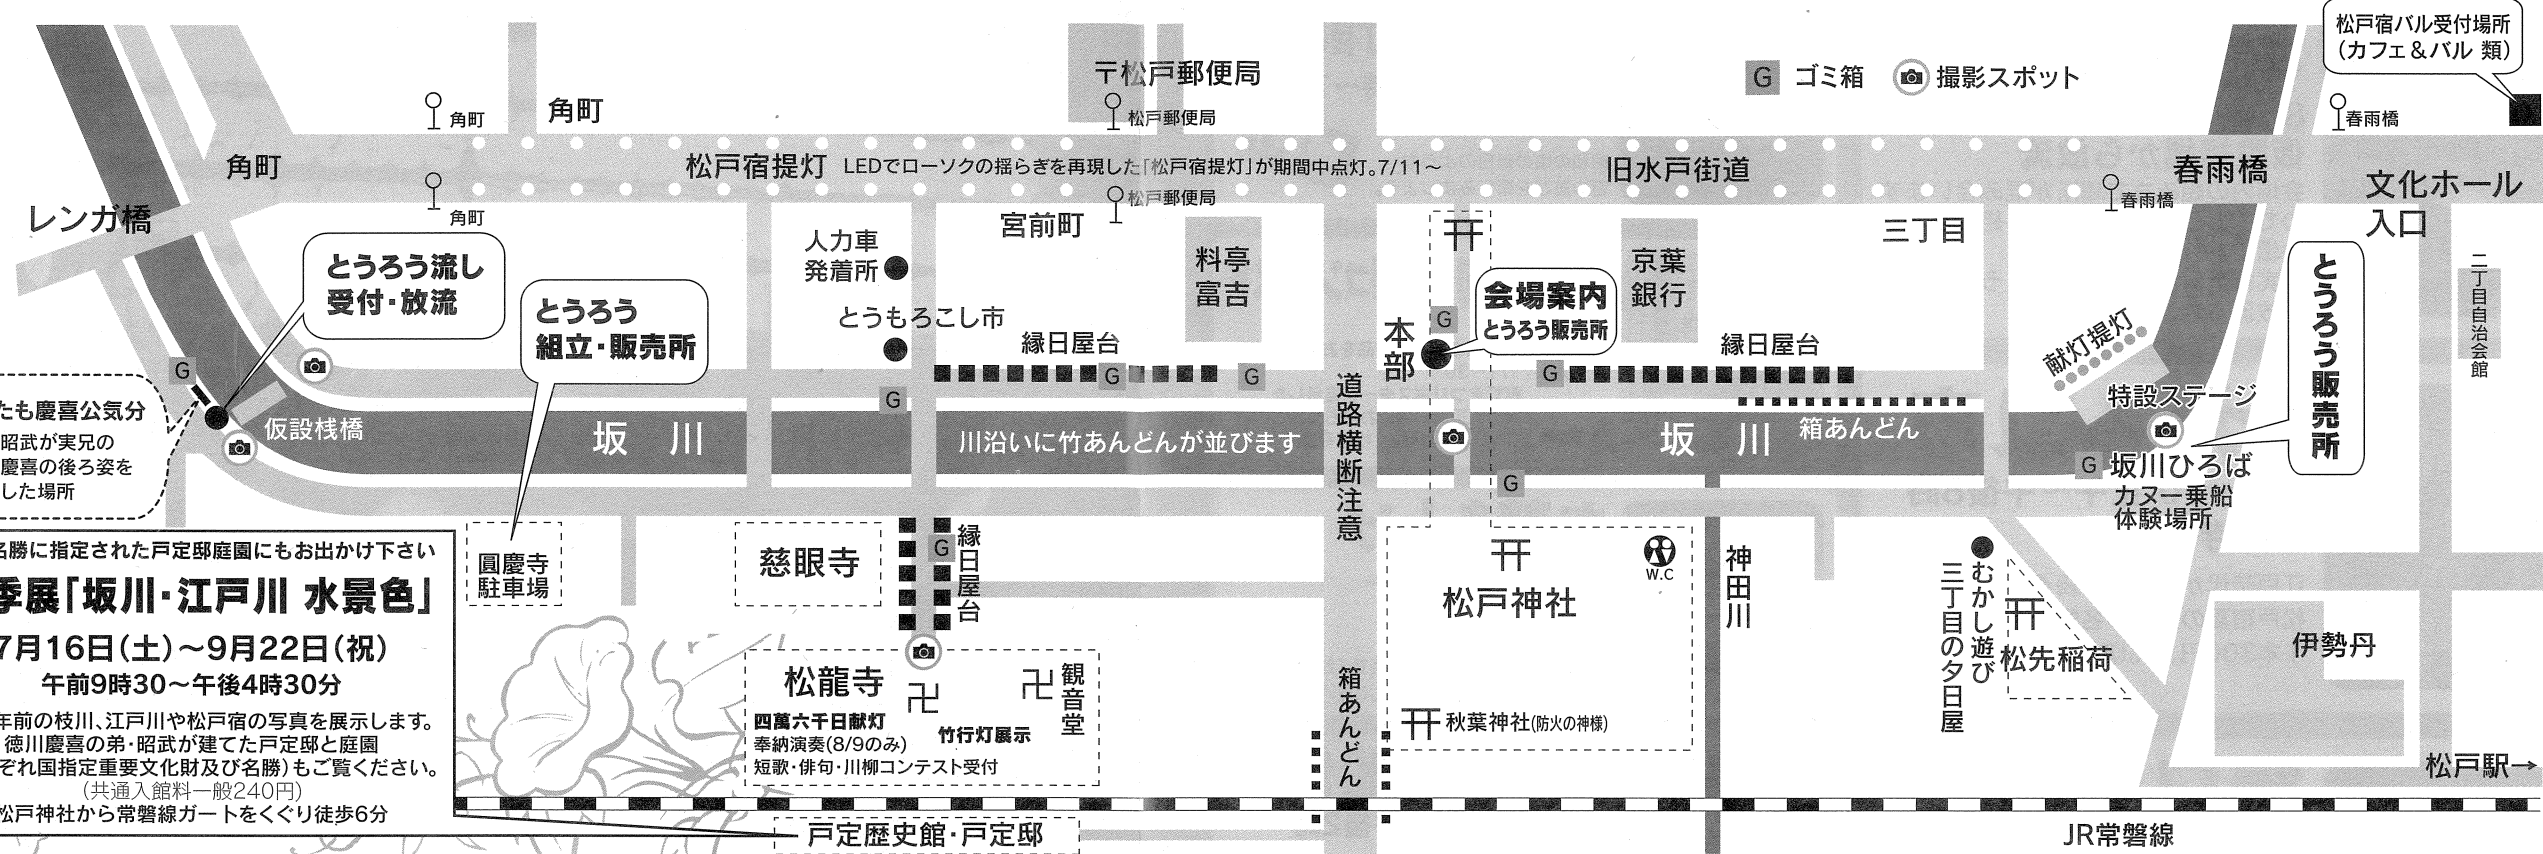 松戸宿バル受付場所
(カフェ＆バル 類)
G ゴミ箱 撮影スポット
〒松戸郵便局
角町
角町
松戸郵便局
春雨橋
角町
松戸宿提灯 LEDでローソクの揺らぎを再現した「松戸宿提灯」が期間中点灯。7/11～
旧水戸街道
春雨橋
文化ホール
入口
角町
松戸郵便局
春雨橋
レンガ橋
宮前町
三丁目
人力車
発着所
とうもろこし市
料亭
富吉
京葉
銀行
二丁目自治会館
とうろう流し
受付・放流
とうろう
組立・販売所
会場案内
とうろう販売所
とうろう販売所
本部
縁日屋台
縁日屋台
献灯提灯
特設ステージ
G
G
G
G
G
G
G
G
G
仮設桟橋
坂 川
川沿いに竹あんどんが並びます
道路横断注意
坂 川
箱あんどん
坂川ひろば
カヌー乗船
体験場所
たも慶喜公気分
昭武が実兄の
慶喜の後ろ姿を
した場所
圓慶寺
駐車場
慈眼寺
縁日屋台
松戸神社
W.C
神田川
むかし遊び
三丁目の夕日屋
松先稲荷
伊勢丹
名勝に指定された戸定邸庭園にもお出かけ下さい
季展「坂川・江戸川 水景色」
7月16日(土)～9月22日(祝)
午前9時30～午後4時30分
年前の枝川、江戸川や松戸宿の写真を展示します。
徳川慶喜の弟・昭武が建てた戸定邸と庭園
ぞれ国指定重要文化財及び名勝)もご覧ください。
(共通入館料一般240円)
松戸神社から常磐線ガートをくぐり徒歩6分
松龍寺
四萬六千日献灯
奉納演奏(8/9のみ)
短歌・俳句・川柳コンテスト受付
竹行灯展示
観音堂
箱あんどん
秋葉神社(防火の神様)
松戸駅→
戸定歴史館・戸定邸
JR常磐線